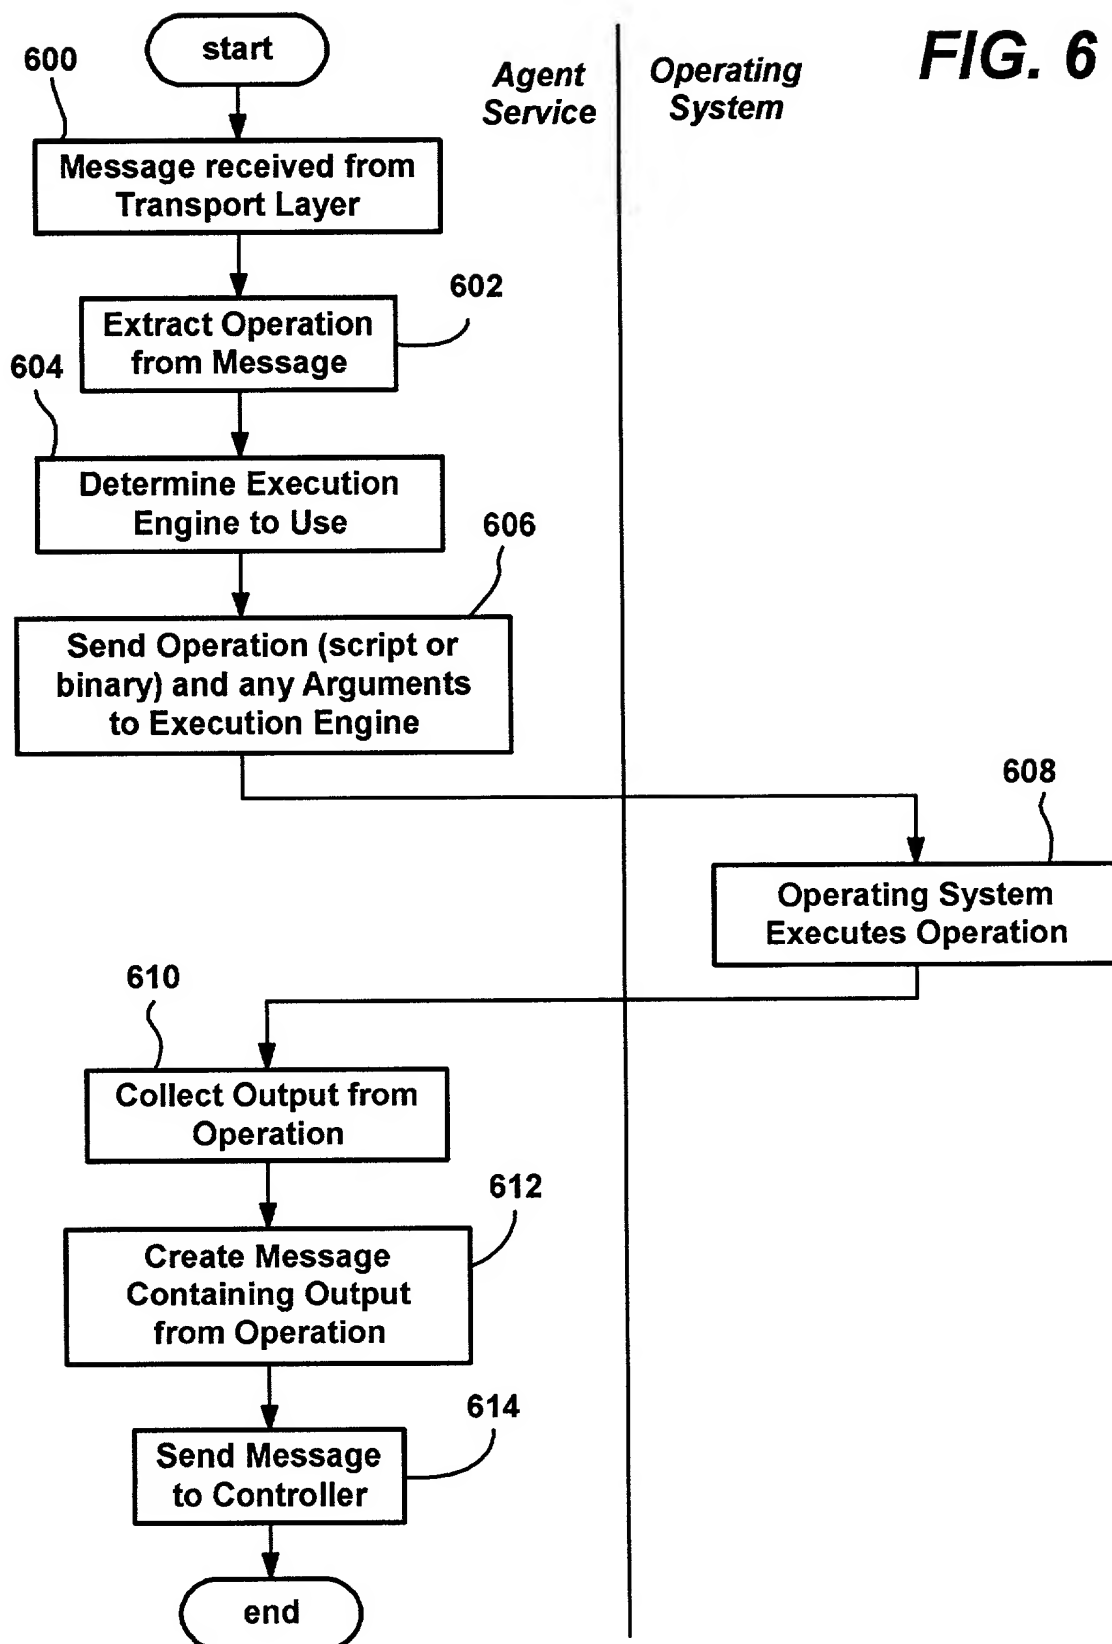 FIG. 6
Agent
Service
Operating
System
start
600
Message received from
Transport Layer
602
Extract Operation
from Message
604
Determine Execution
Engine to Use
606
Send Operation (script or
binary) and any Arguments
to Execution Engine
608
Operating System
Executes Operation
610
Collect Output from
Operation
612
Create Message
Containing Output
from Operation
614
Send Message
to Controller
end